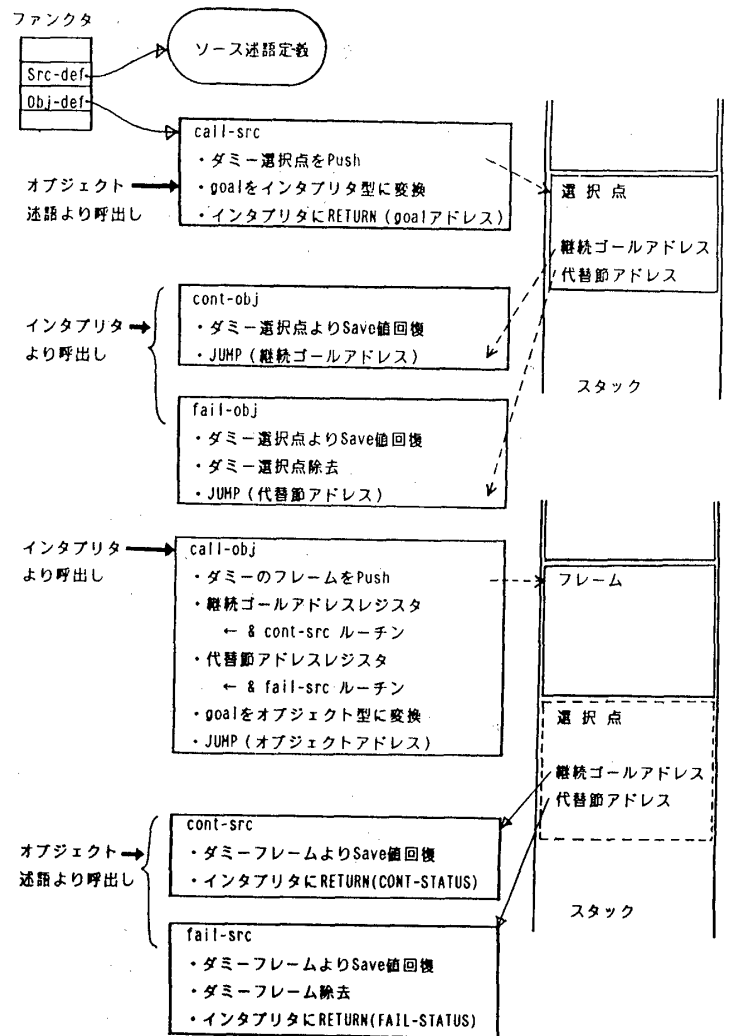 ファンクタ
ソース述語定義
Src-def
Obj-def
call-src
・ダミー選択点をPush
・goalをインタプリタ型に変換
・インタプリタにRETURN (goalアドレス)
オブジェクト
述語より呼出し
選択点
継続ゴールアドレス
代替節アドレス
スタック
cont-obj
・ダミー選択点よりSave値回復
・JUMP (継続ゴールアドレス)
インタプリタ
より呼出し
fail-obj
・ダミー選択点よりSave値回復
・ダミー選択点除去
・JUMP (代替節アドレス)
インタプリタ
より呼出し
call-obj
・ダミーのフレームをPush
・継続ゴールアドレスレジスタ
← & cont-src ルーチン
・代替節アドレスレジスタ
← & fail-src ルーチン
・goalをオブジェクト型に変換
・JUMP (オブジェクトアドレス)
フレーム
選択点
継続ゴールアドレス
代替節アドレス
スタック
cont-src
・ダミーフレームよりSave値回復
・インタプリタにRETURN(CONT-STATUS)
オブジェクト
述語より呼出し
fail-src
・ダミーフレームよりSave値回復
・ダミーフレーム除去
・インタプリタにRETURN(FAIL-STATUS)